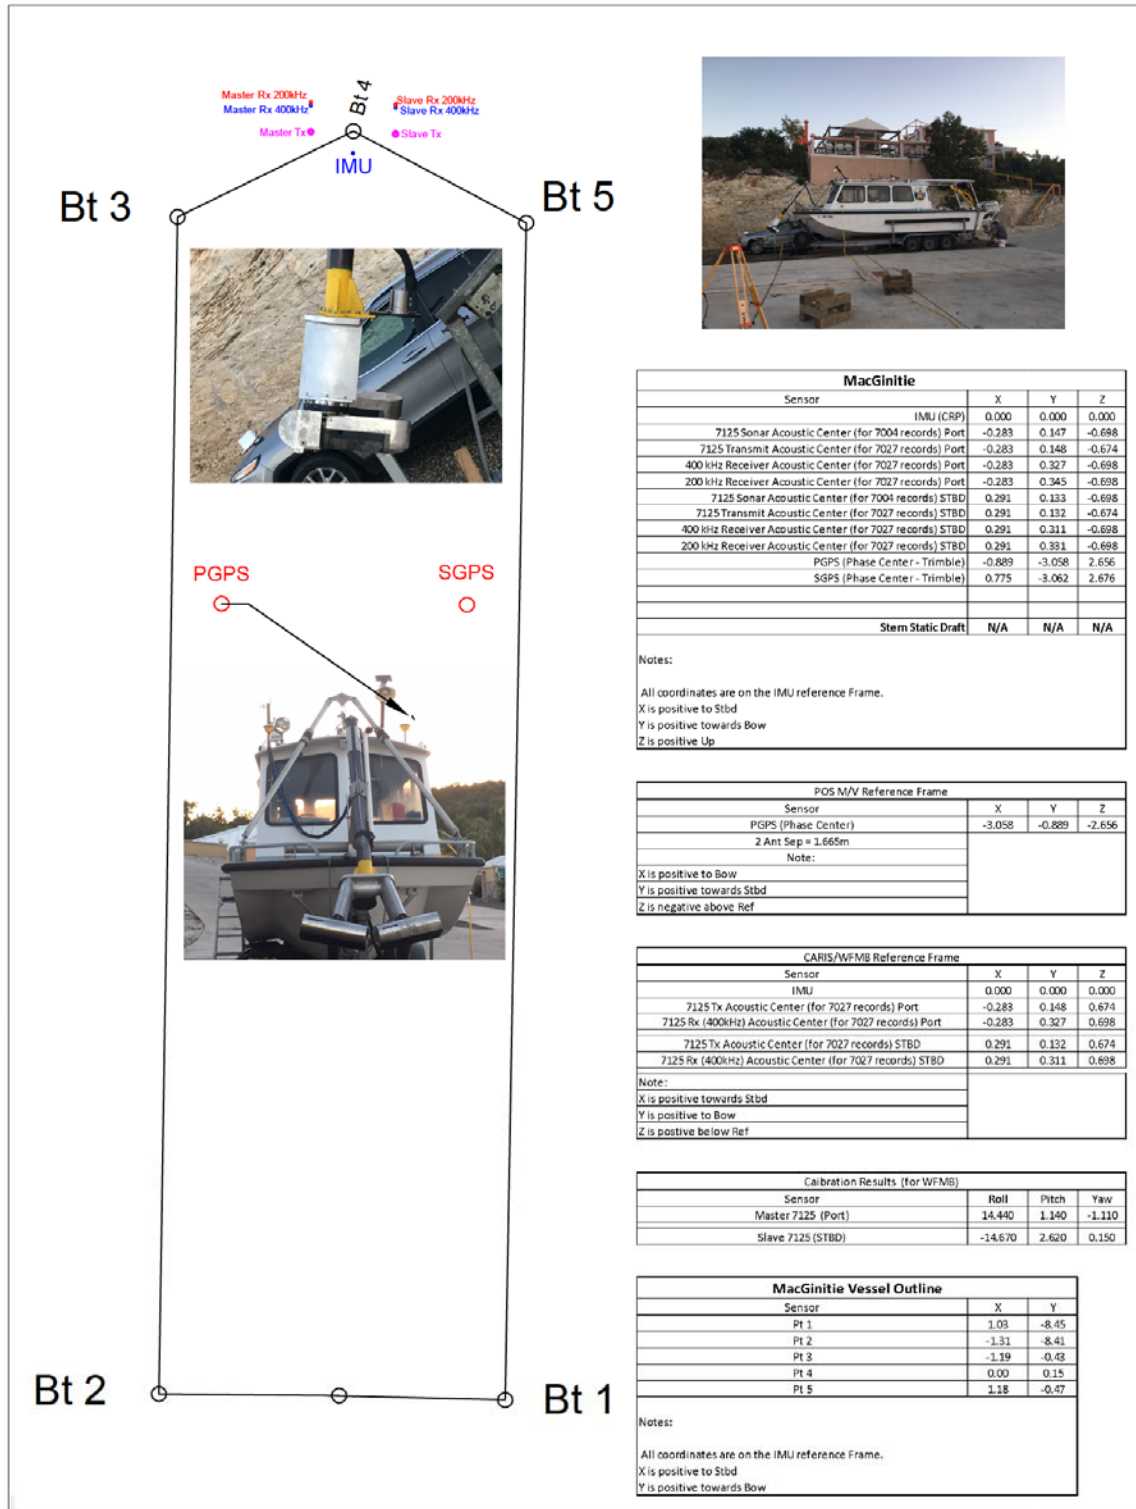 Bt 4
Master Rx 200kHz
Slave Rx 200kHz
Master Rx 400kHz
Slave Rx 400kHz
Master Tx
Slave Tx
IMU
Bt 3
Bt 5
PGPS
SGPS
Bt 2
Bt 1
MacGinitie
Sensor X Y Z
IMU (CRP) 0.000 0.000 0.000
7125 Sonar Acoustic Center (for 7004 records) Port -0.283 0.147 -0.698
7125 Transmit Acoustic Center (for 7027 records) Port -0.283 0.148 -0.674
400 kHz Receiver Acoustic Center (for 7027 records) Port -0.283 0.327 -0.698
200 kHz Receiver Acoustic Center (for 7027 records) Port -0.283 0.345 -0.698
7125 Sonar Acoustic Center (for 7004 records) STBD 0.291 0.133 -0.698
7125 Transmit Acoustic Center (for 7027 records) STBD 0.291 0.132 -0.674
400 kHz Receiver Acoustic Center (for 7027 records) STBD 0.291 0.311 -0.698
200 kHz Receiver Acoustic Center (for 7027 records) STBD 0.291 0.331 -0.698
PGPS (Phase Center - Trimble) -0.889 -3.058 2.656
SGPS (Phase Center - Trimble) 0.775 -3.062 2.676
Stem Static Draft N/A N/A N/A
Notes:
All coordinates are on the IMU reference Frame.
X is positive to Stbd
Y is positive towards Bow
Z is positive Up
POS M/V Reference Frame
Sensor X Y Z
PGPS (Phase Center) -3.058 -0.889 -2.656
2 Ant Sep = 1.665m
Note:
X is positive to Bow
Y is positive towards Stbd
Z is negative above Ref
CARIS/WFMB Reference Frame
Sensor X Y Z
IMU 0.000 0.000 0.000
7125 Tx Acoustic Center (for 7027 records) Port -0.283 0.148 0.674
7125 Rx (400kHz) Acoustic Center (for 7027 records) Port -0.283 0.327 0.698
7125 Tx Acoustic Center (for 7027 records) STBD 0.291 0.132 0.674
7125 Rx (400kHz) Acoustic Center (for 7027 records) STBD 0.291 0.311 0.698
Note:
X is positive towards Stbd
Y is positive to Bow
Z is postive below Ref
Caibration Results (for WFMB)
Sensor Roll Pitch Yaw
Master 7125 (Port) 14.440 1.140 -1.110
Slave 7125 (STBD) -14.670 2.620 0.150
MacGinitie Vessel Outline
Sensor X Y
Pt 1 1.03 -8.45
Pt 2 -1.31 -8.41
Pt 3 -1.19 -0.43
Pt 4 0.00 0.15
Pt 5 1.18 -0.47
Notes:
All coordinates are on the IMU reference Frame.
X is positive to Stbd
Y is positive towards Bow